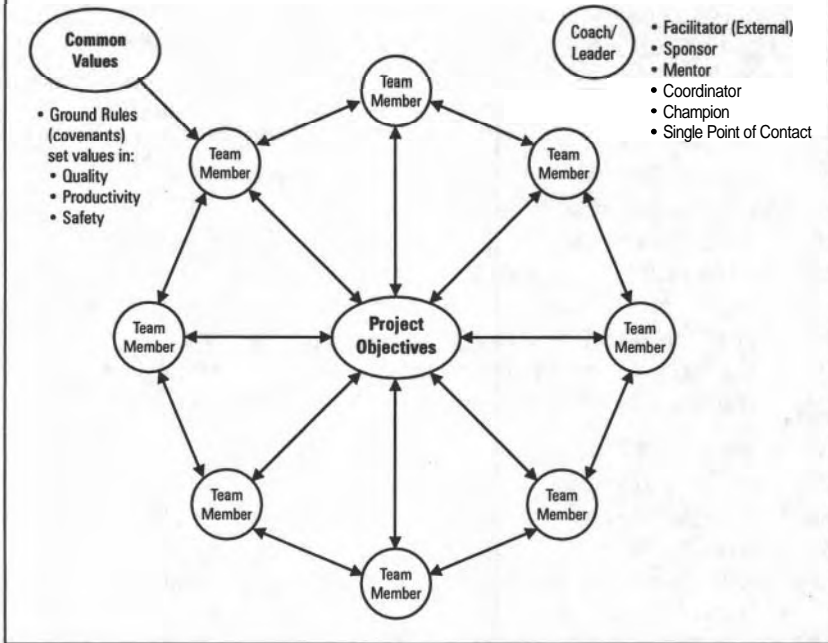 Common
Values
• Ground Rules
(covenants)
set values in:
• Quality
• Productivity
• Safety
Coach/
Leader
• Facilitator (External)
• Sponsor
• Mentor
• Coordinator
• Champion
• Single Point of Contact
Team
Member
Team
Member
Team
Member
Team
Member
Project
Objectives
Team
Member
Team
Member
Team
Member
Team
Member